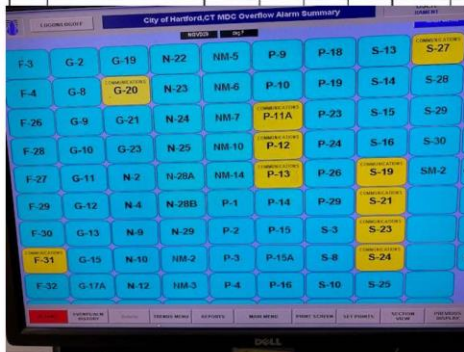 LOGON/LOGOFF City of Hartford,CT MDC Overflow Alarm Summary
COMMUNICATIONS
F-3 G-2 G-19 N-22 NM-5 P-9 P-18 S-13 S-27
COMMUNICATIONS
F-4 G-8 G-20 N-23 NM-6 P-10 P-19 S-14 S-28
COMMUNICATIONS
F-26 G-9 G-21 N-24 NM-7 P-11A P-23 S-15 S-29
COMMUNICATIONS
F-28 G-10 G-23 N-25 NM-10 P-12 P-24 S-16 S-30
COMMUNICATIONS COMMUNICATIONS
F-27 G-11 N-2 N-28A NM-14 P-13 P-26 S-19 SM-2
COMMUNICATIONS
F-29 G-12 N-4 N-28B P-1 P-14 P-29 S-21
COMMUNICATIONS
F-30 G-13 N-9 N-29 P-2 P-15 S-3 S-23
COMMUNICATIONS COMMUNICATIONS
F-31 G-15 N-10 NM-2 P-3 P-15A S-8 S-24
F-32 G-17A N-12 NM-3 P-4 P-16 S-10 S-25
TRENDS MENU REPORTS MAIN MENU PRINT SCREEN SET POINTS SECTION VIEW PREVIOUS DISPLAY
DELL